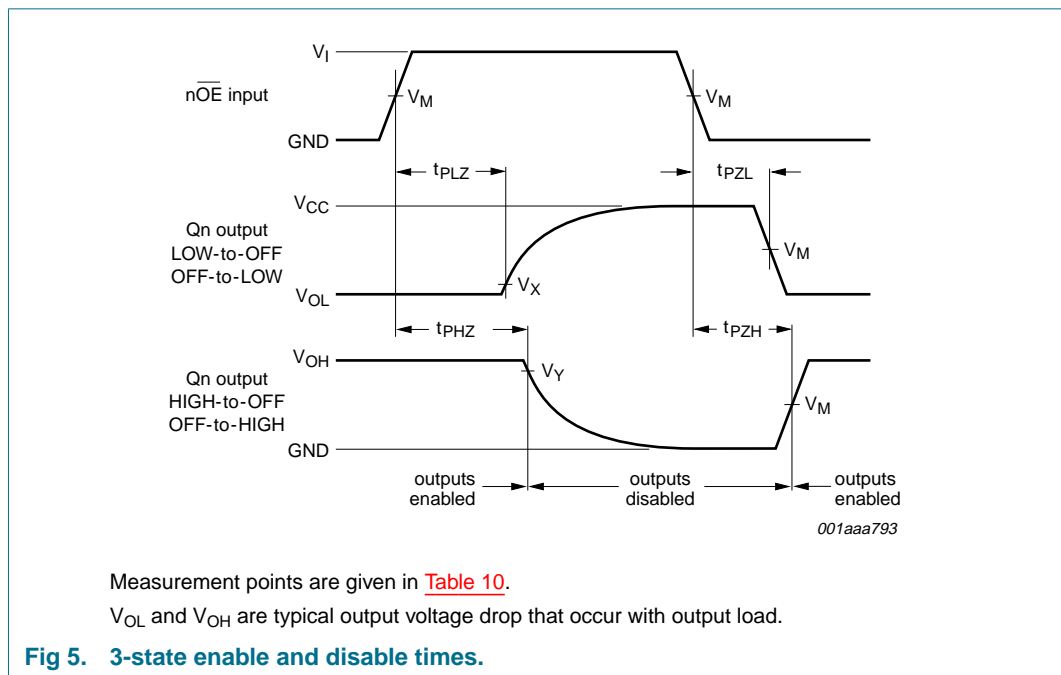 V_I
nOE input
V_M
V_M
GND
t_PLZ
t_PZL
V_CC
Qn output
LOW-to-OFF
OFF-to-LOW
V_M
V_OL
V_X
t_PHZ
t_PZH
V_OH
V_Y
Qn output
HIGH-to-OFF
OFF-to-HIGH
V_M
GND
outputs
enabled
outputs
disabled
outputs
enabled
001aaa793
Measurement points are given in Table 10.
V_OL and V_OH are typical output voltage drop that occur with output load.
Fig 5. 3-state enable and disable times.